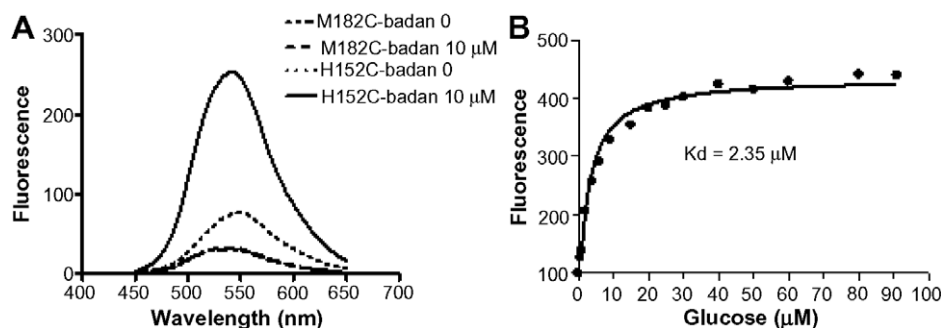 A
M182C-badan 0
M182C-badan 10 μM
H152C-badan 0
H152C-badan 10 μM
300
200
100
0
400 450 500 550 600 650 700
Fluorescence
Wavelength (nm)
B
500
400
300
200
100
0 10 20 30 40 50 60 70 80 90 100
Fluorescence
Kd = 2.35 μM
Glucose (μM)